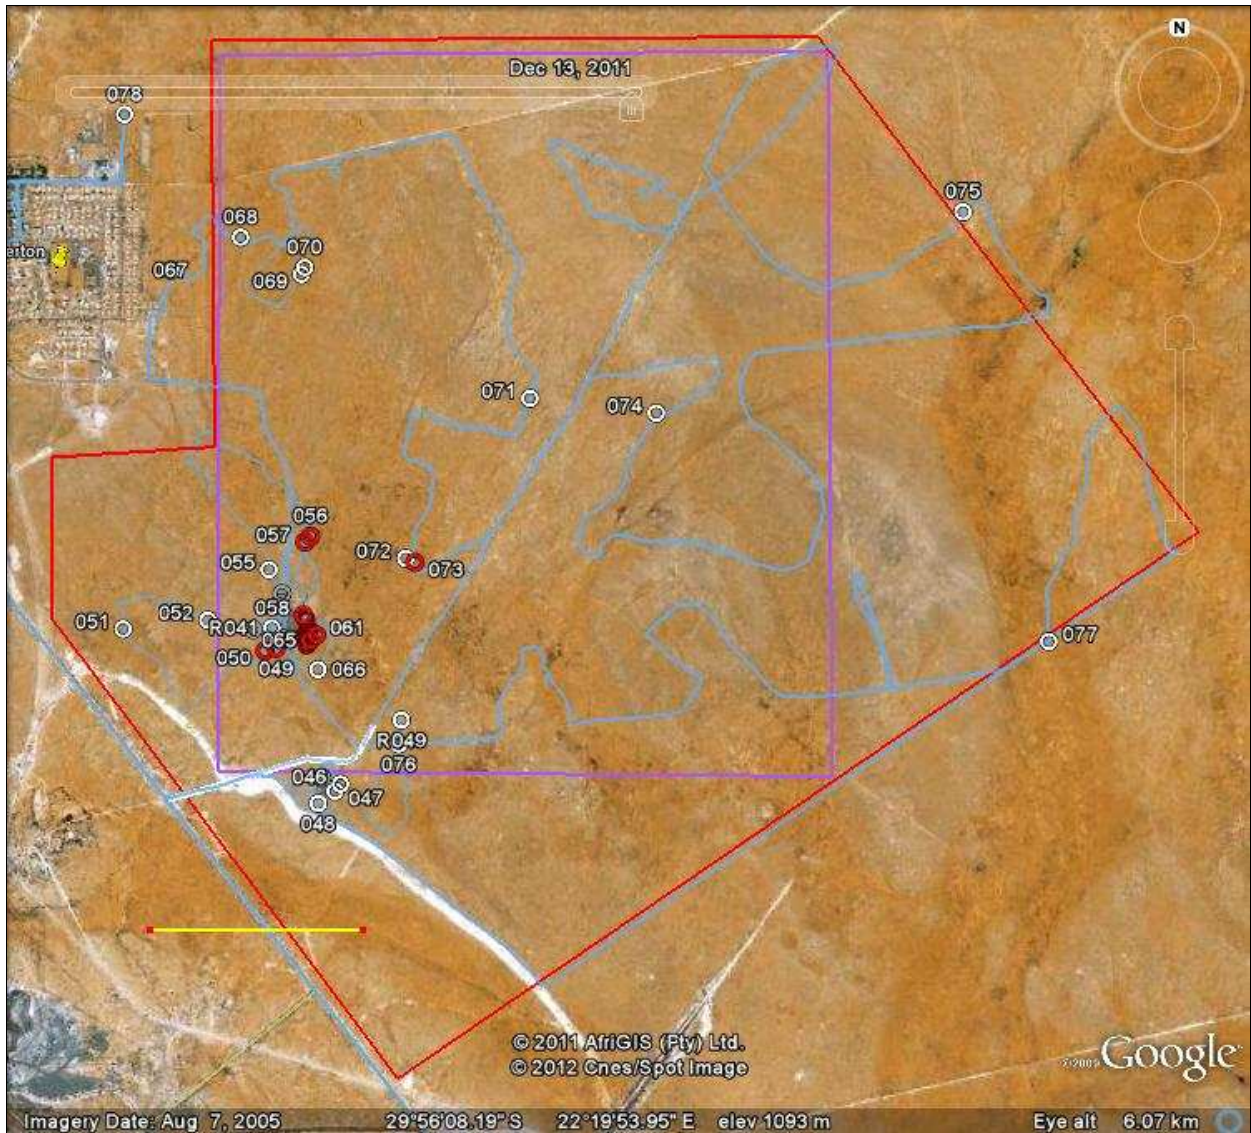 N
Dec 13, 2011
078
075
068
erton
070
067
069
071
074
056
057
072
073
055
058
052
051
R041
061
065
050
049
066
R049
076
046
047
048
077
© 2011 AfriGIS (Pty) Ltd.
© 2012 Cnes/Spot Image
©2009 Google
Imagery Date: Aug 7, 2005 29°56'08.19" S 22°19'53.95" E elev 1093 m Eye alt 6.07 km